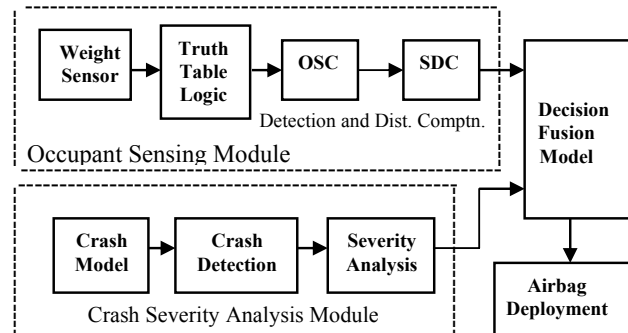 Weight
Sensor
Truth
Table
Logic
OSC
SDC
Detection and Dist. Comptn.
Occupant Sensing Module
Decision
Fusion
Model
Crash
Model
Crash
Detection
Severity
Analysis
Crash Severity Analysis Module
Airbag
Deployment